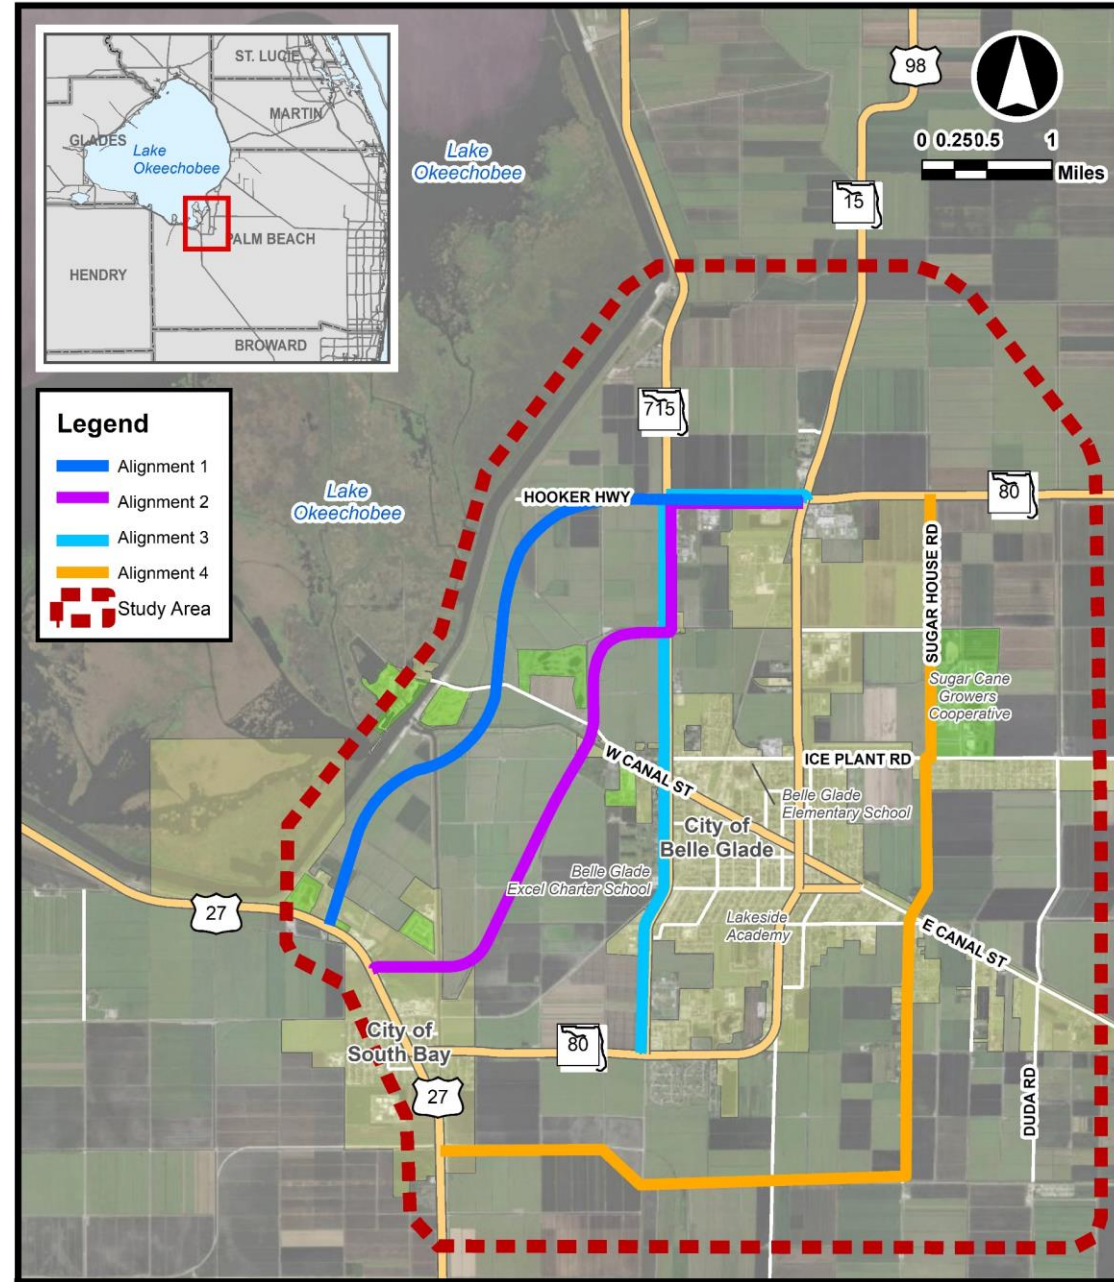 ST. LUCIE
MARTIN
GLADES
Lake
Okeechobee
PALM BEACH
HENDRY
BROWARD
Lake
Okeechobee
98
0 0.25 0.5 1
Miles
15
Legend
Alignment 1
Alignment 2
Alignment 3
Alignment 4
Study Area
715
Lake
Okeechobee
HOOKER HWY
80
SUGAR HOUSE RD
Sugar Cane
Growers
Cooperative
W CANAL ST
ICE PLANT RD
Belle Glade
Elementary School
City of
Belle Glade
Belle Glade
Excel Charter School
27
Lakeside
Academy
E CANAL ST
City of
South Bay
80
27
DUDA RD